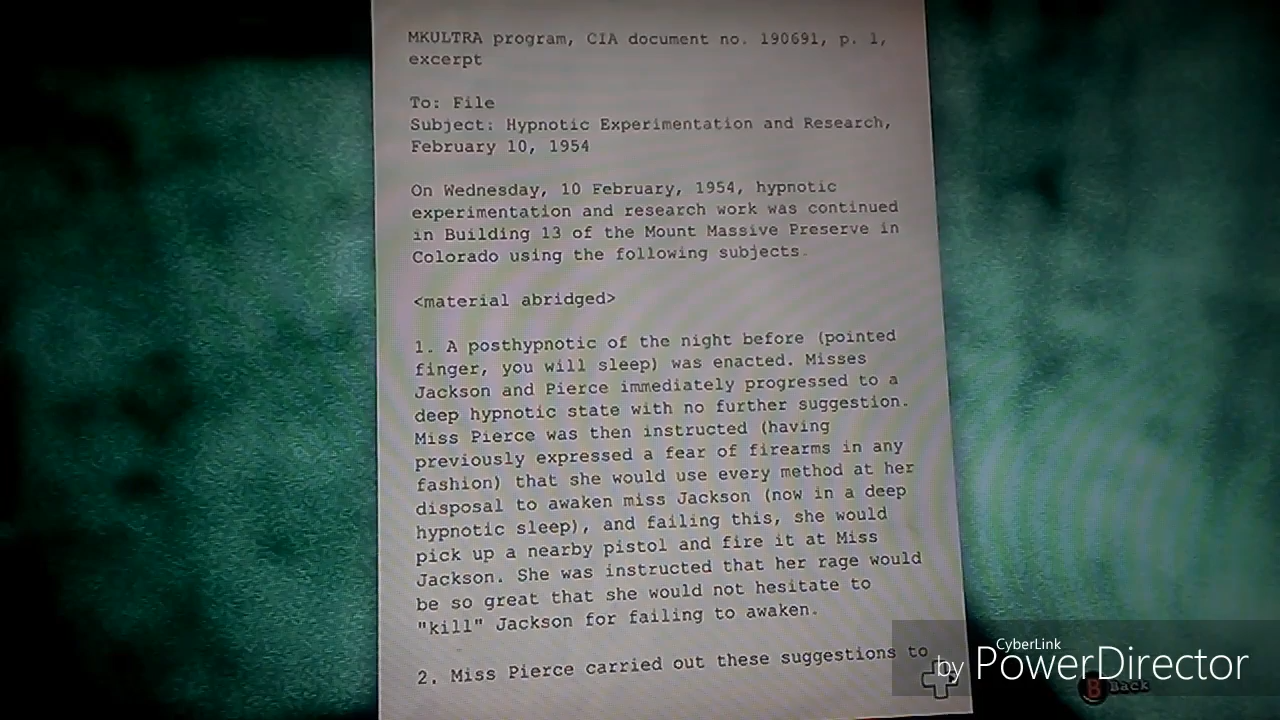 MKULTRA program, CIA document no. 190691, p. 1,
excerpt
To: File
Subject: Hypnotic Experimentation and Research,
February 10, 1954
On Wednesday, 10 February, 1954, hypnotic
experimentation and research work was continued
in Building 13 of the Mount Massive Preserve in
Colorado using the following subjects.
<material abridged>
1. A posthypnotic of the night before (pointed
finger, you will sleep) was enacted. Misses
Jackson and Pierce immediately progressed to a
deep hypnotic state with no further suggestion.
Miss Pierce was then instructed (having
previously expressed a fear of firearms in any
fashion) that she would use every method at her
disposal to awaken miss Jackson (now in a deep
hypnotic sleep), and failing this, she would
pick up a nearby pistol and fire it at Miss
Jackson. She was instructed that her rage would
be so great that she would not hesitate to
"kill" Jackson for failing to awaken.
2. Miss Pierce carried out these suggestions to
CyberLink
by PowerDirector
B Back